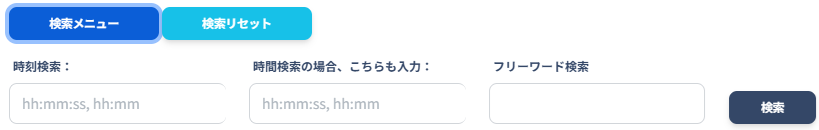 検索メニュー 検索リセット
時刻検索： 時間検索の場合、こちらも入力： フリーワード検索
hh:mm:ss, hh:mm hh:mm:ss, hh:mm 検索